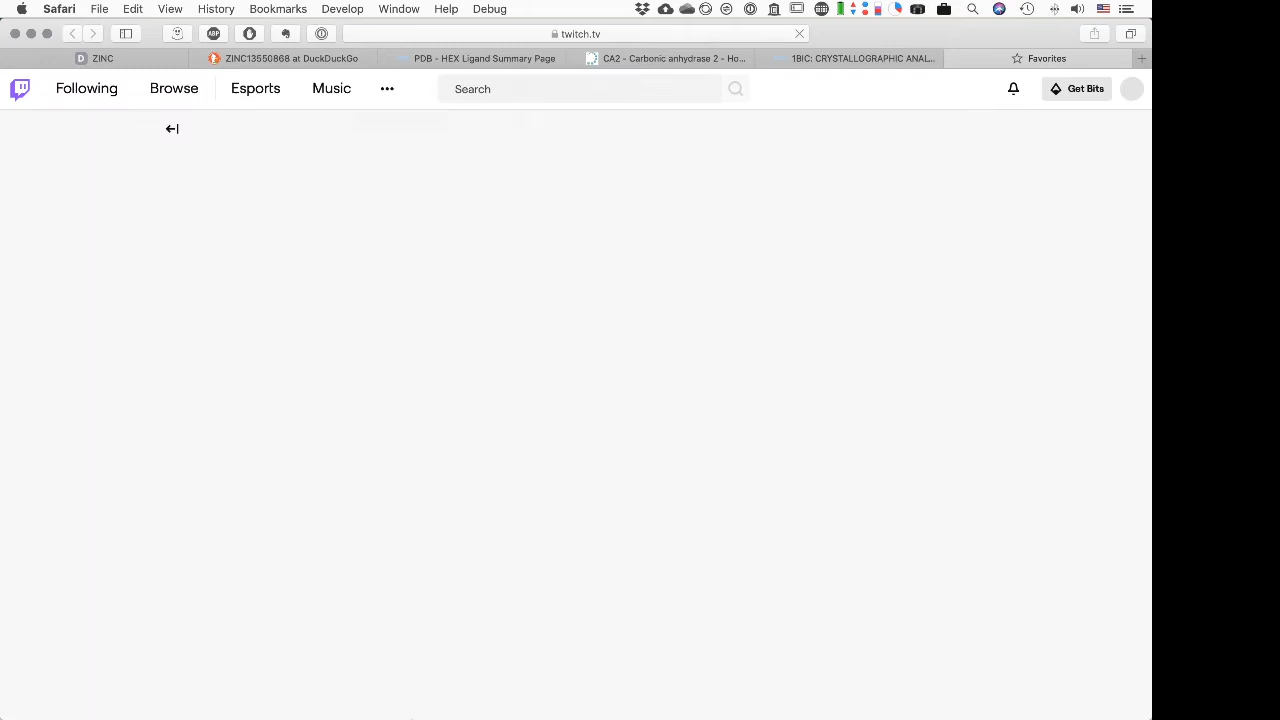 Safari File Edit View History Bookmarks Develop Window Help Debug
twitch.tv
ZINC ZINC13550868 at DuckDuckGo PDB - HEX Ligand Summary Page CA2 - Carbonic anhydrase 2 - Ho... 1BIC: CRYSTALLOGRAPHIC ANAL... Favorites
Following Browse Esports Music Search Get Bits